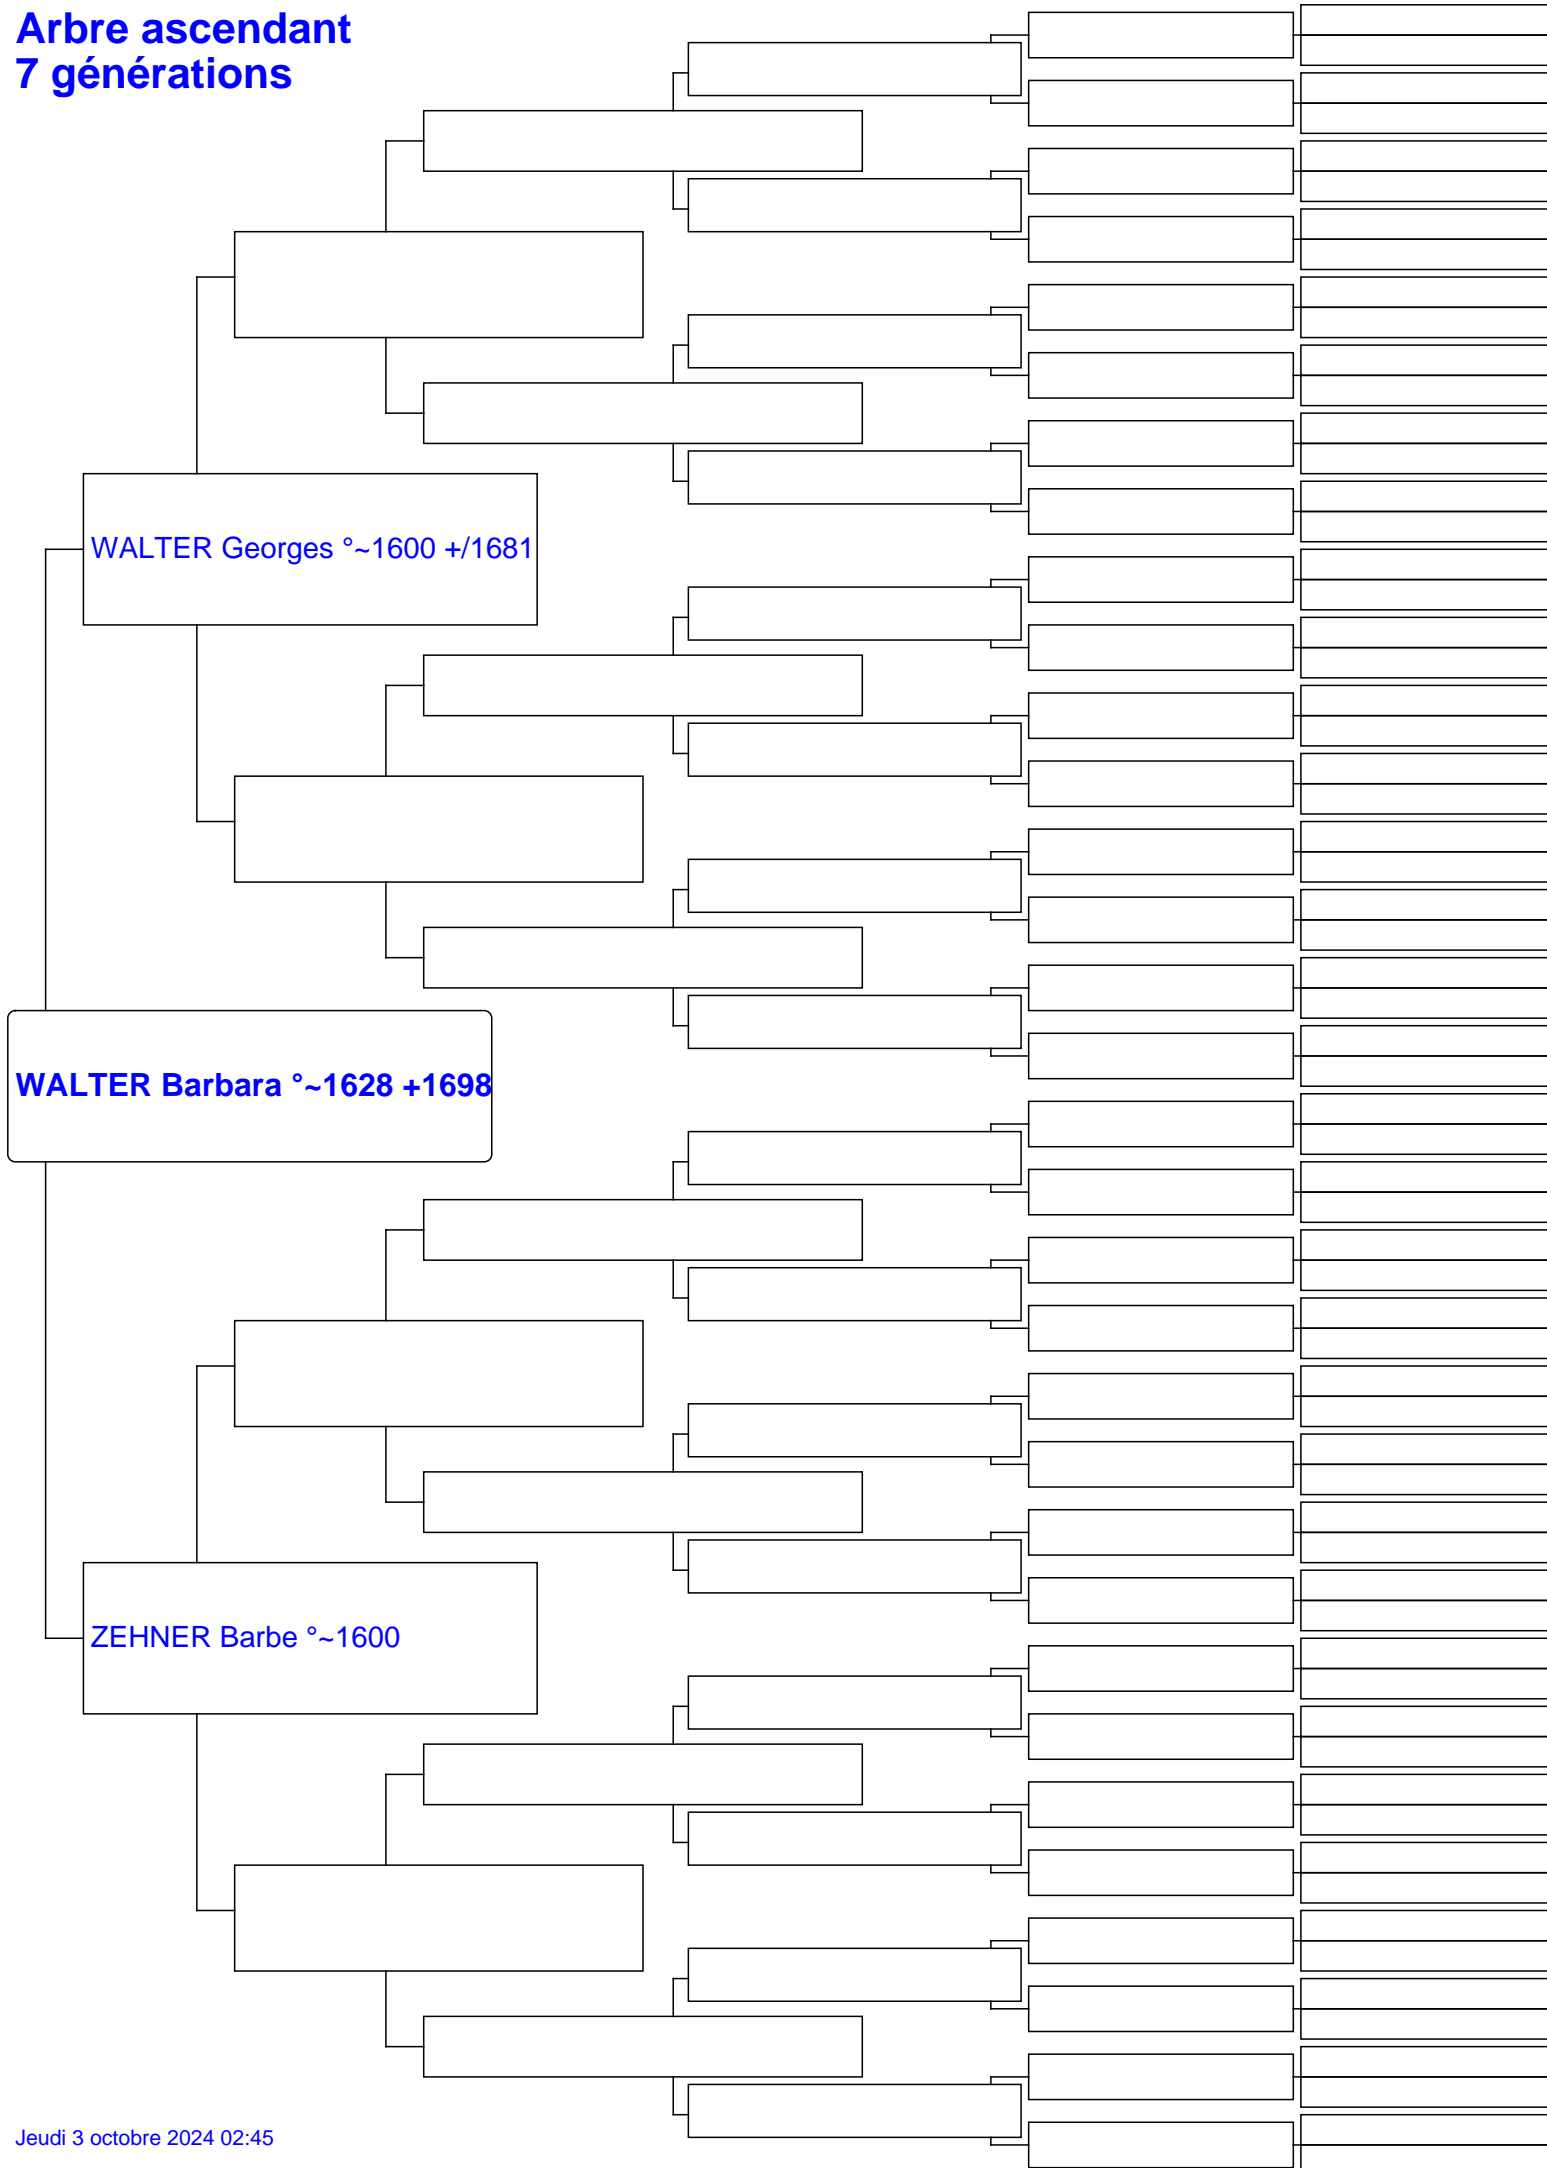 Arbre ascendant
7 générations
WALTER Georges °~1600 +/1681
WALTER Barbara °~1628 +1698
ZEHNER Barbe °~1600
Jeudi 3 octobre 2024 02:45